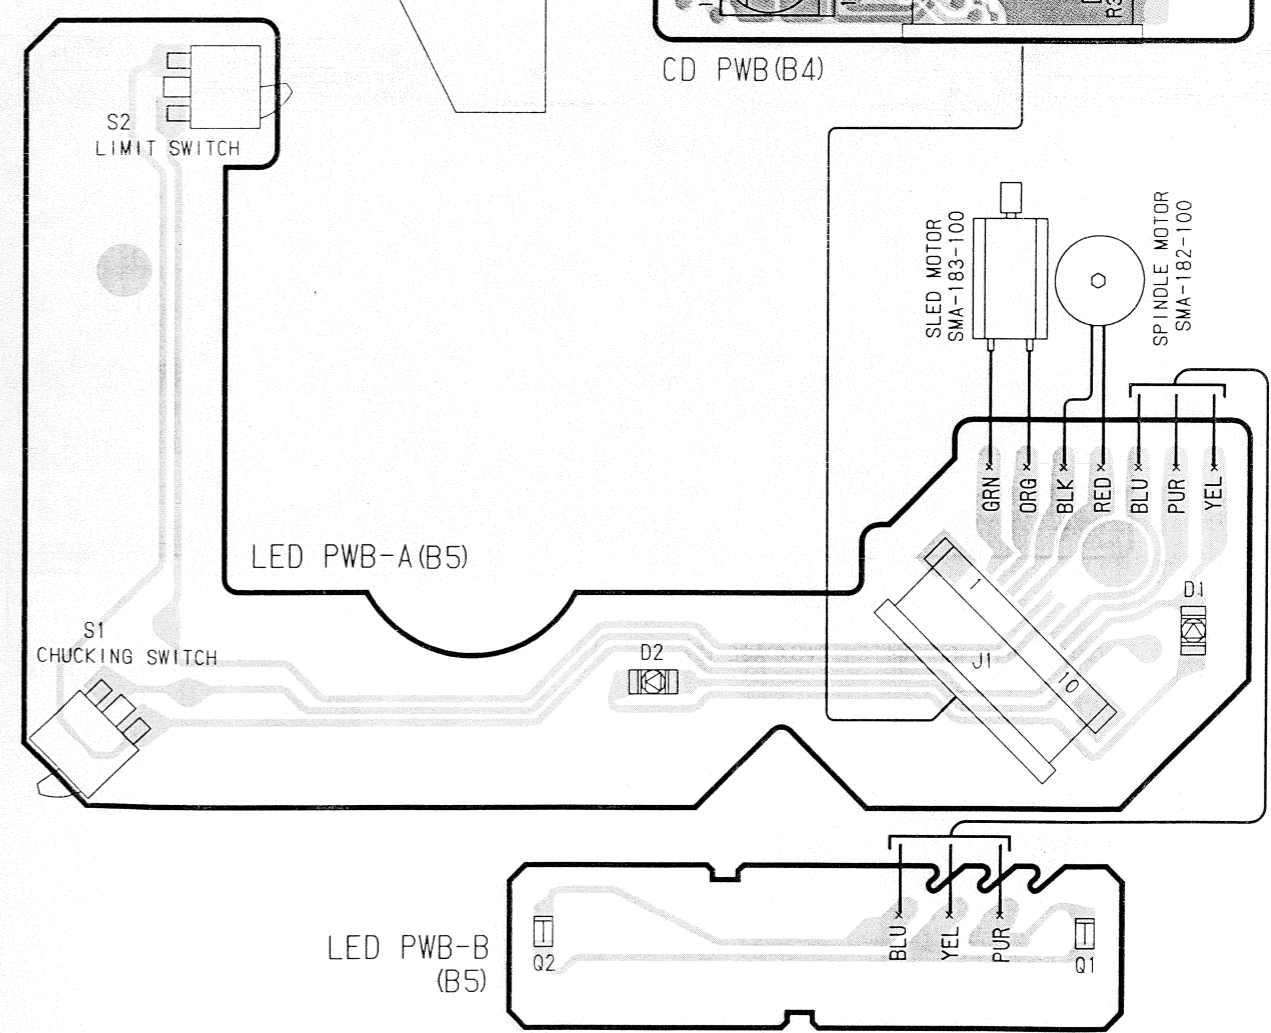 R3
CD PWB(B4)
S2
LIMIT SWITCH
SLED MOTOR
SMA-183-100
SPINDLE MOTOR
SMA-182-100
GRN
ORG
BLK
RED
BLU
PUR
YEL
LED PWB-A(B5)
1
D1
S1
CHUCKING SWITCH
D2
J1
10
LED PWB-B
(B5)
Q2
BLU
YEL
PUR
Q1